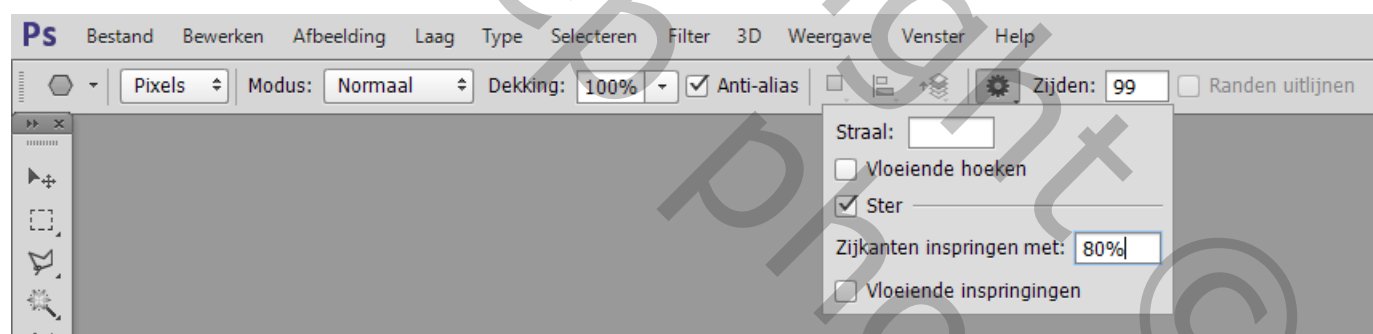 Ps Bestand Bewerken Afbeelding Laag Type Selecteren Filter 3D Weergave Venster Help
Pixels Modus: Normaal Dekking: 100% Anti-alias Zijden: 99 Randen uitlijnen
Straal:
Vloeiende hoeken
Ster
Zijkanten inspringen met: 80%
Vloeiende inspringingen